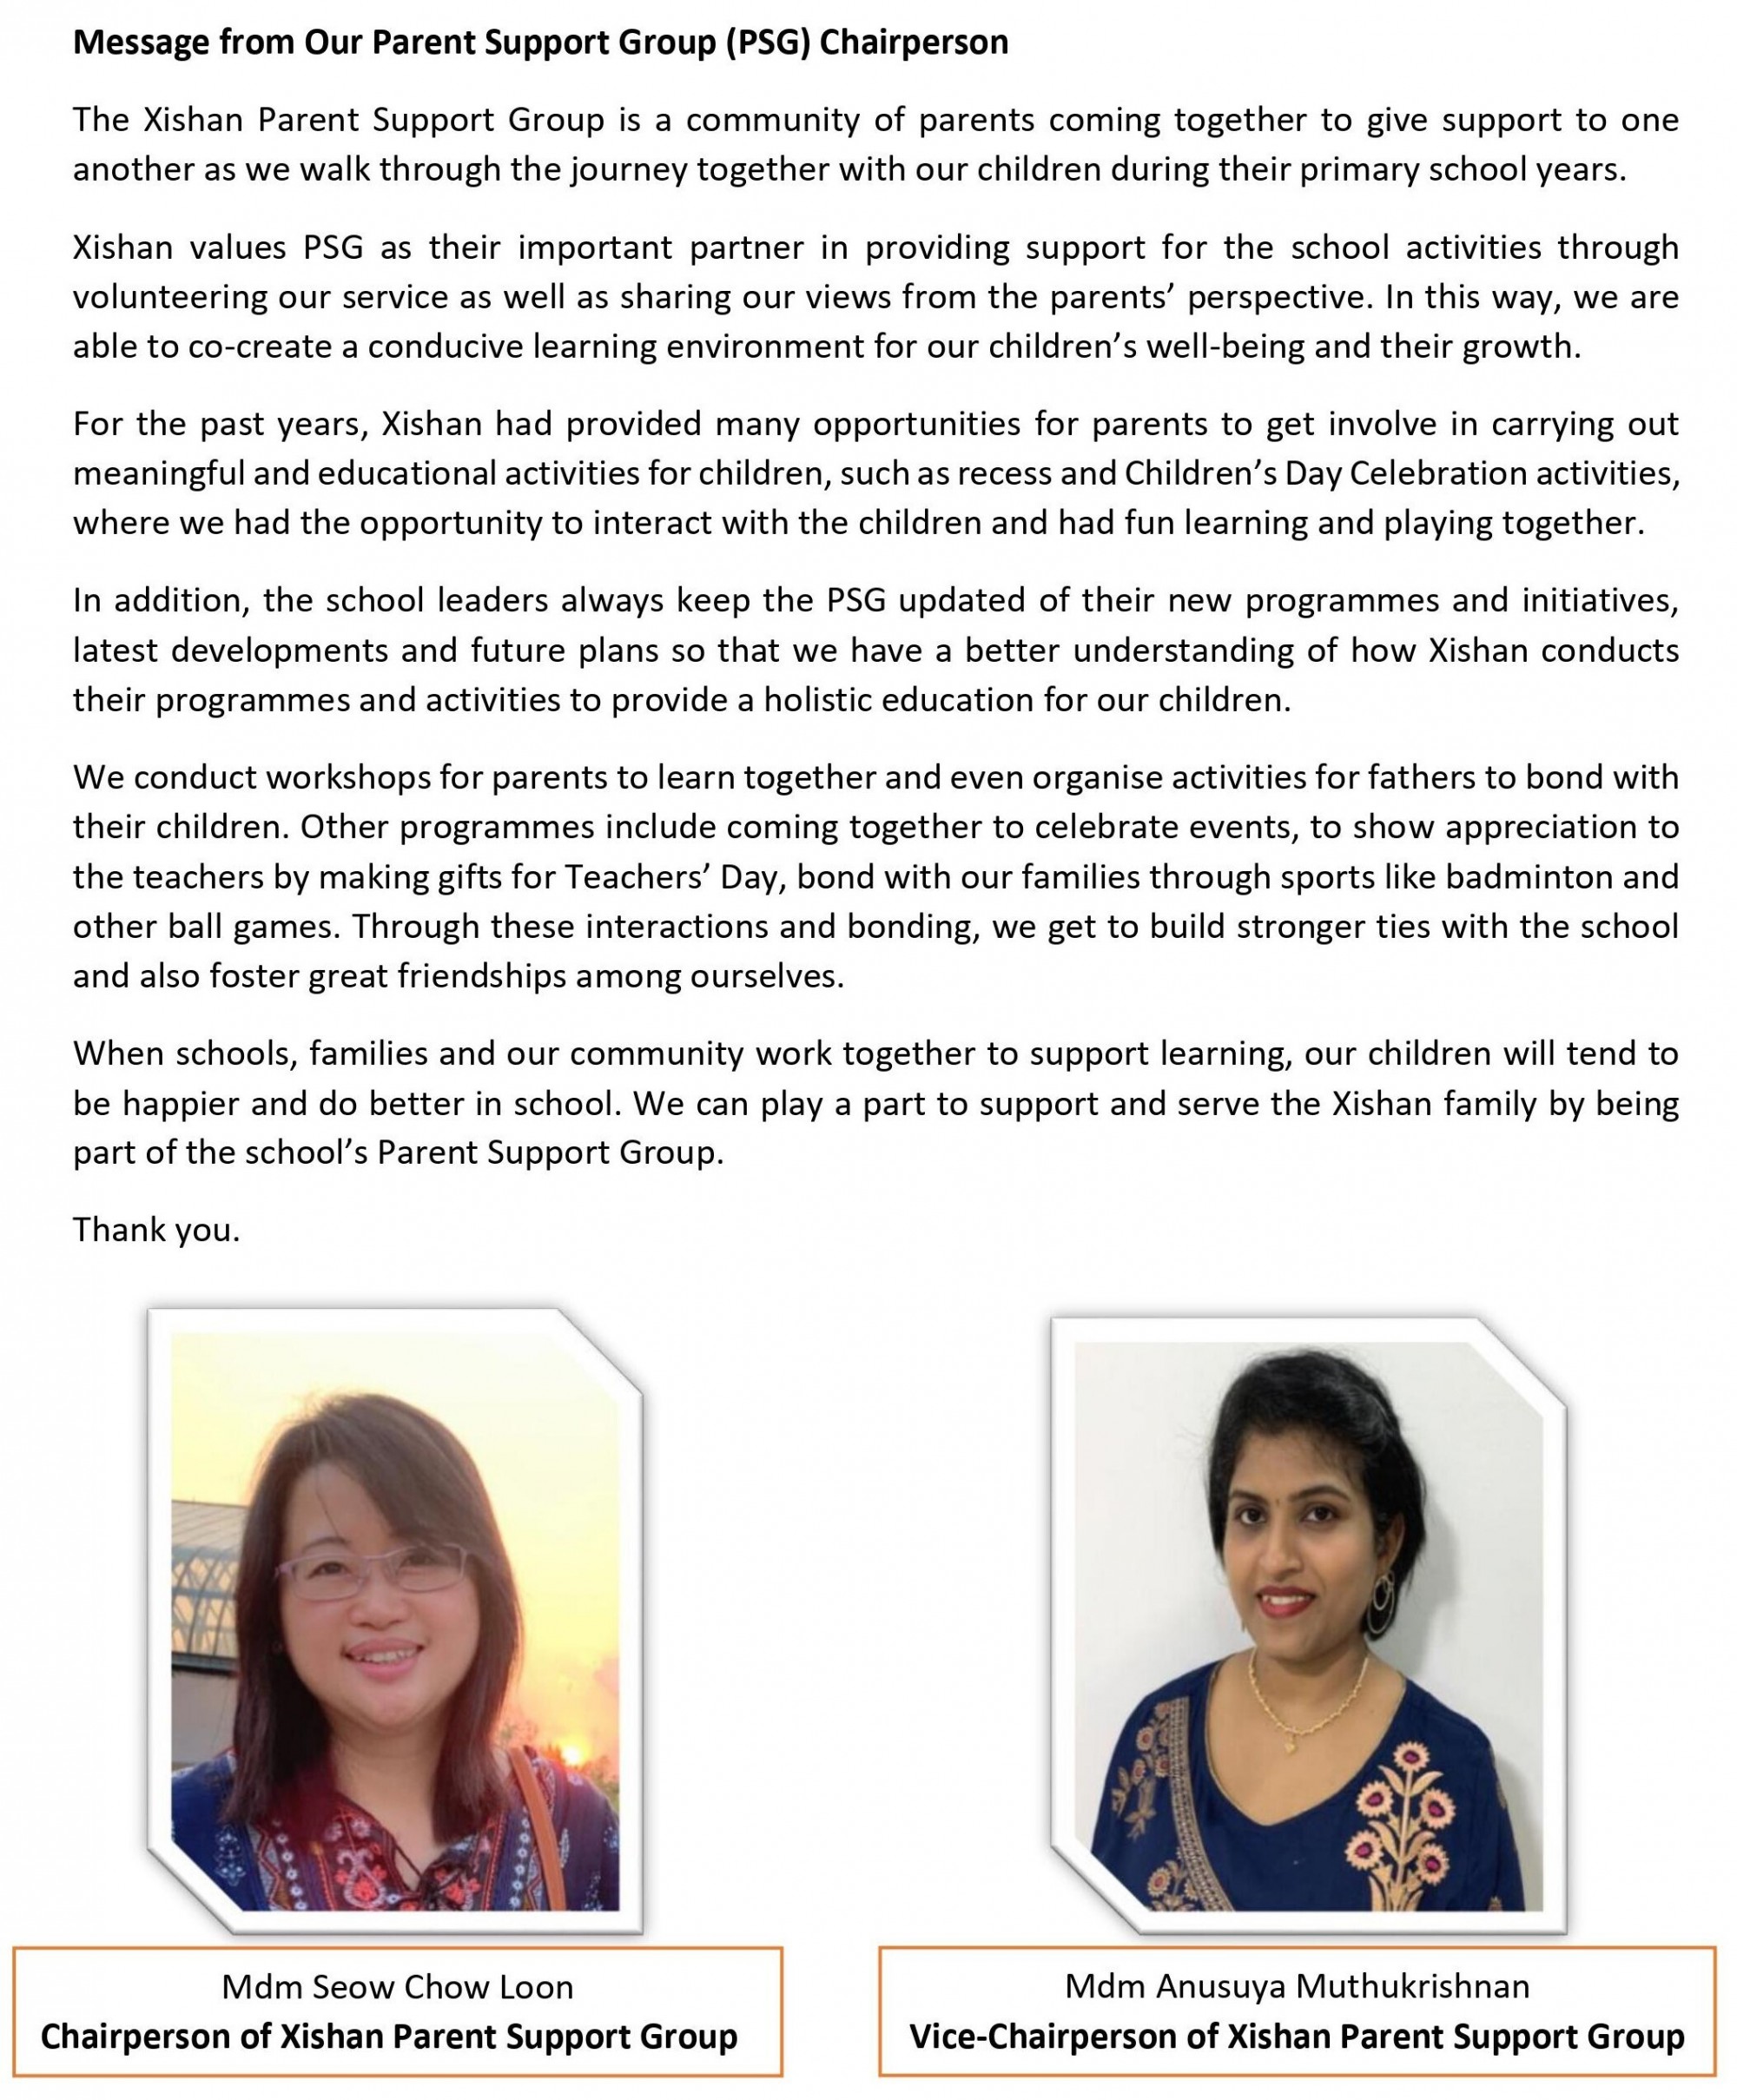 Message from Our Parent Support Group (PSG) Chairperson
The Xishan Parent Support Group is a community of parents coming together to give support to one
another as we walk through the journey together with our children during their primary school years.
Xishan values PSG as their important partner in providing support for the school activities through
volunteering our service as well as sharing our views from the parents’ perspective. In this way, we are
able to co-create a conducive learning environment for our children’s well-being and their growth.
For the past years, Xishan had provided many opportunities for parents to get involve in carrying out
meaningful and educational activities for children, such as recess and Children’s Day Celebration activities,
where we had the opportunity to interact with the children and had fun learning and playing together.
In addition, the school leaders always keep the PSG updated of their new programmes and initiatives,
latest developments and future plans so that we have a better understanding of how Xishan conducts
their programmes and activities to provide a holistic education for our children.
We conduct workshops for parents to learn together and even organise activities for fathers to bond with
their children. Other programmes include coming together to celebrate events, to show appreciation to
the teachers by making gifts for Teachers’ Day, bond with our families through sports like badminton and
other ball games. Through these interactions and bonding, we get to build stronger ties with the school
and also foster great friendships among ourselves.
When schools, families and our community work together to support learning, our children will tend to
be happier and do better in school. We can play a part to support and serve the Xishan family by being
part of the school’s Parent Support Group.
Thank you.
Mdm Seow Chow Loon
Chairperson of Xishan Parent Support Group
Mdm Anusuya Muthukrishnan
Vice-Chairperson of Xishan Parent Support Group